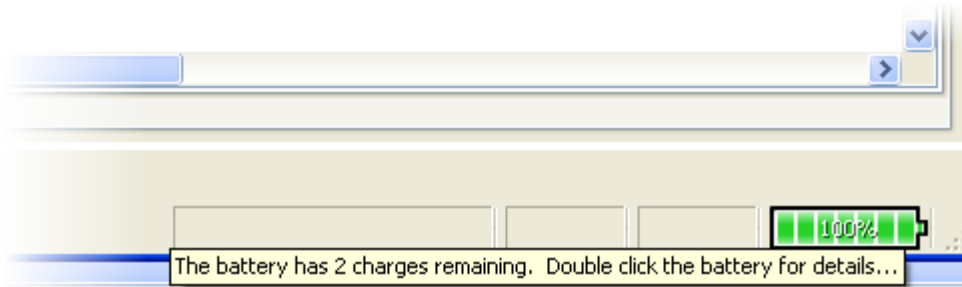 100%
The battery has 2 charges remaining.  Double click the battery for details...